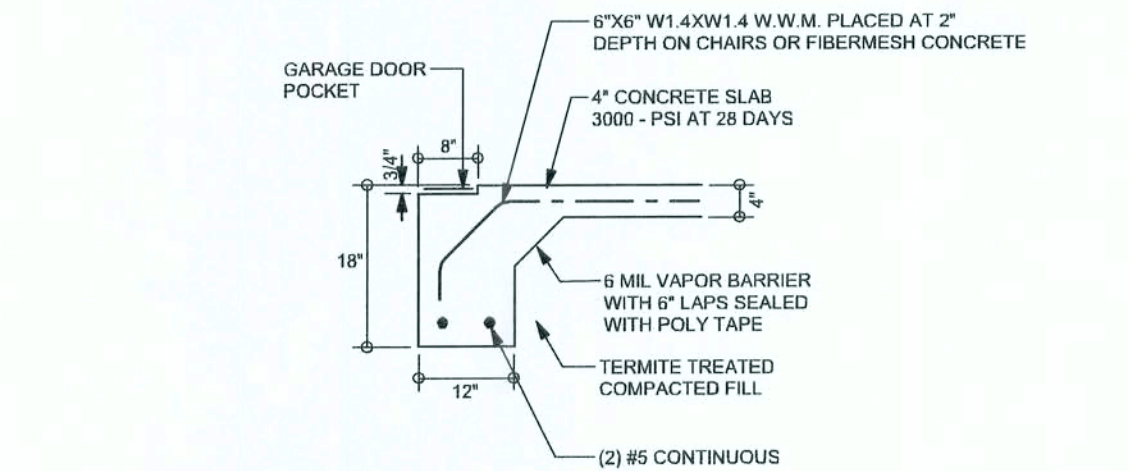 6"X6" W1.4XW1.4 W.W.M. PLACED AT 2"
DEPTH ON CHAIRS OR FIBERMESH CONCRETE
GARAGE DOOR
POCKET
4" CONCRETE SLAB
3000 - PSI AT 28 DAYS
8"
3/4"
4"
18"
6 MIL VAPOR BARRIER
WITH 6" LAPS SEALED
WITH POLY TAPE
TERMITE TREATED
COMPACTED FILL
12"
(2) #5 CONTINUOUS